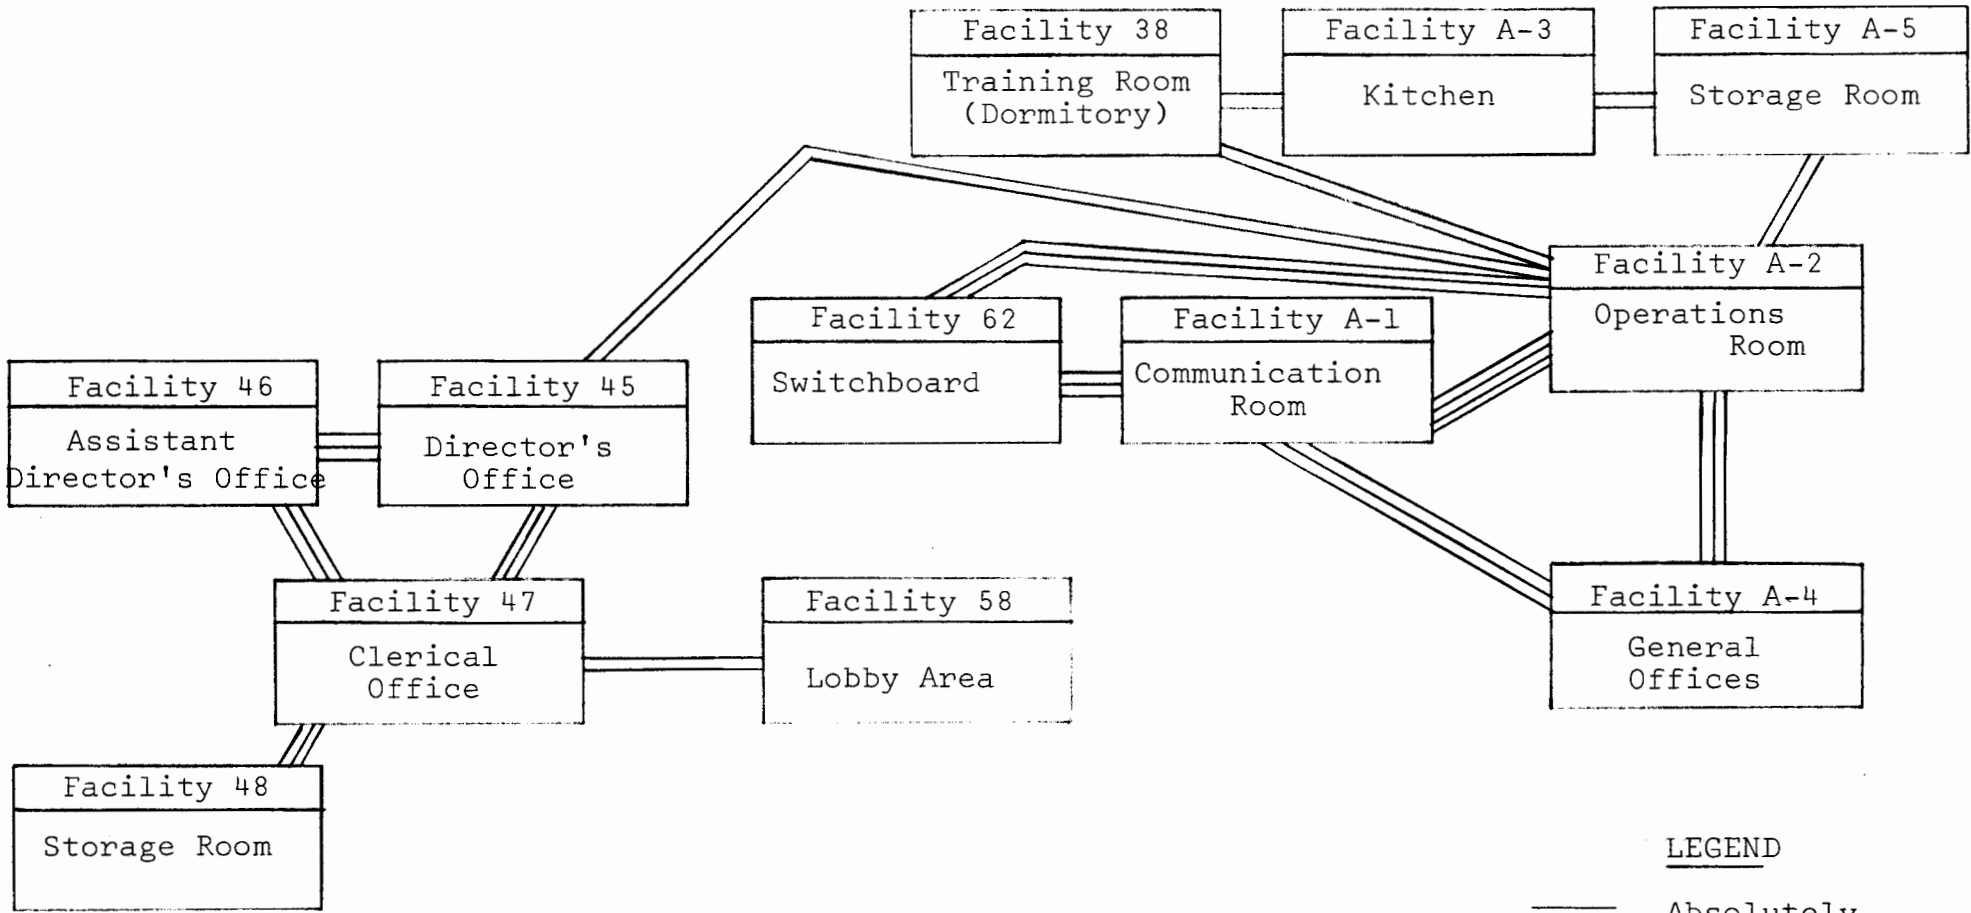 Facility 38
Training Room
(Dormitory)
Facility A-3
Kitchen
Facility A-5
Storage Room
Facility A-2
Operations
Room
Facility 62
Switchboard
Facility A-1
Communication
Room
Facility 46
Assistant
Director's Office
Facility 45
Director's
Office
Facility 47
Clerical
Office
Facility 58
Lobby Area
Facility A-4
General
Offices
Facility 48
Storage Room
LEGEND
Absolutely